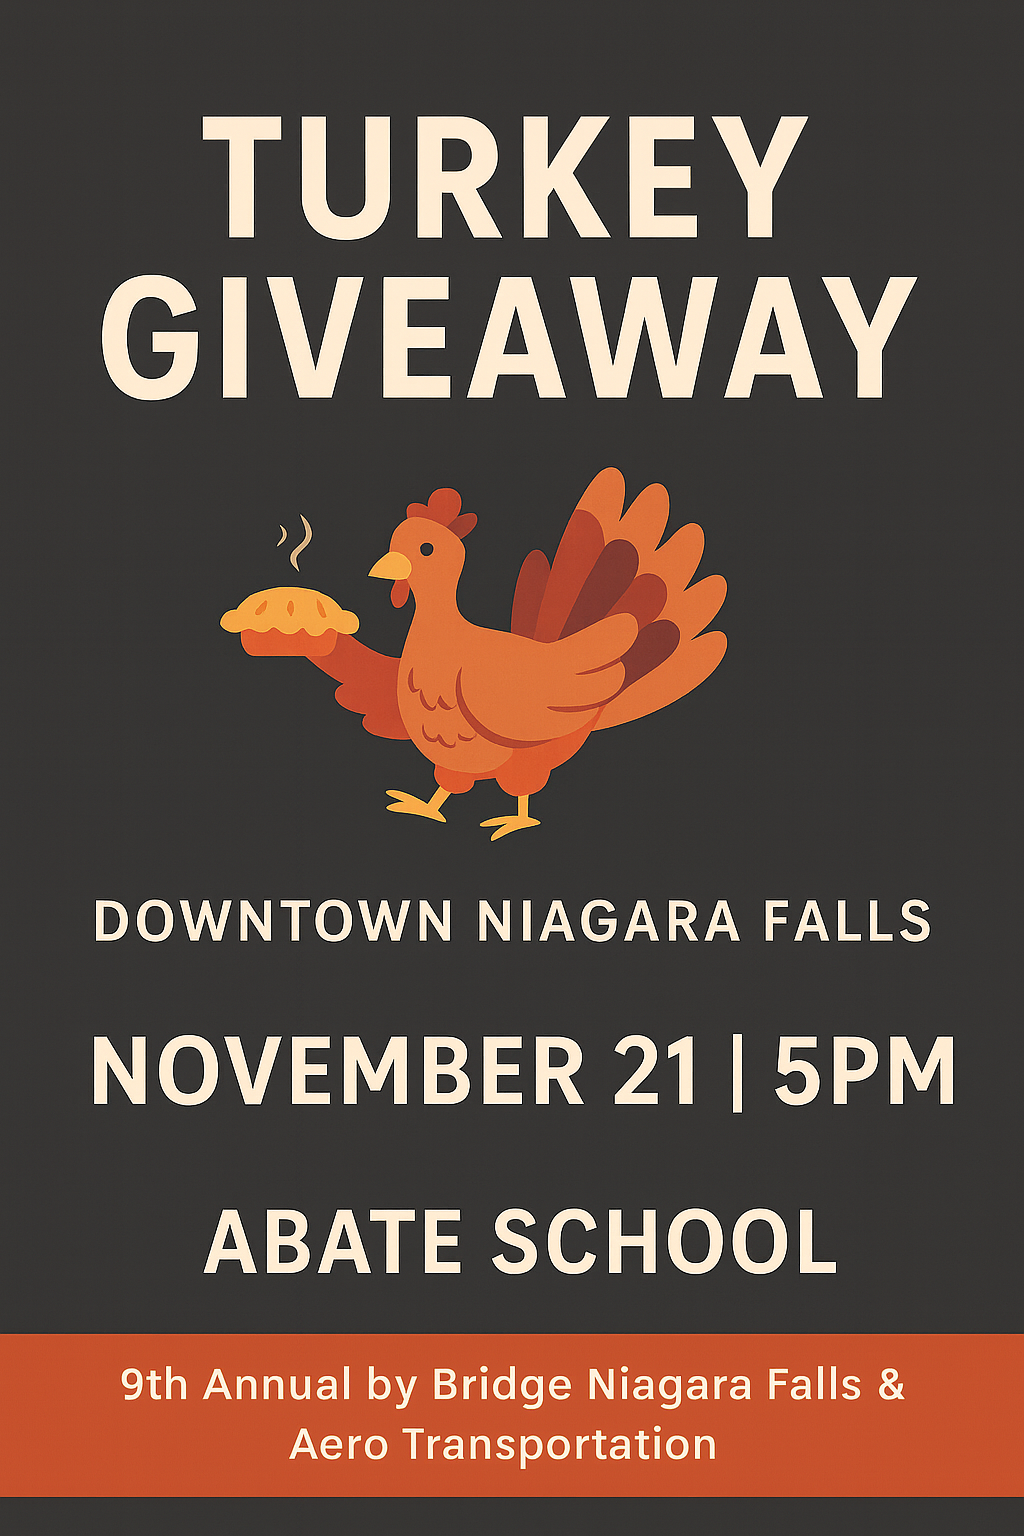 TURKEY
GIVEAWAY
DOWNTOWN NIAGARA FALLS
NOVEMBER 21 | 5PM
ABATE SCHOOL
9th Annual by Bridge Niagara Falls &
Aero Transportation